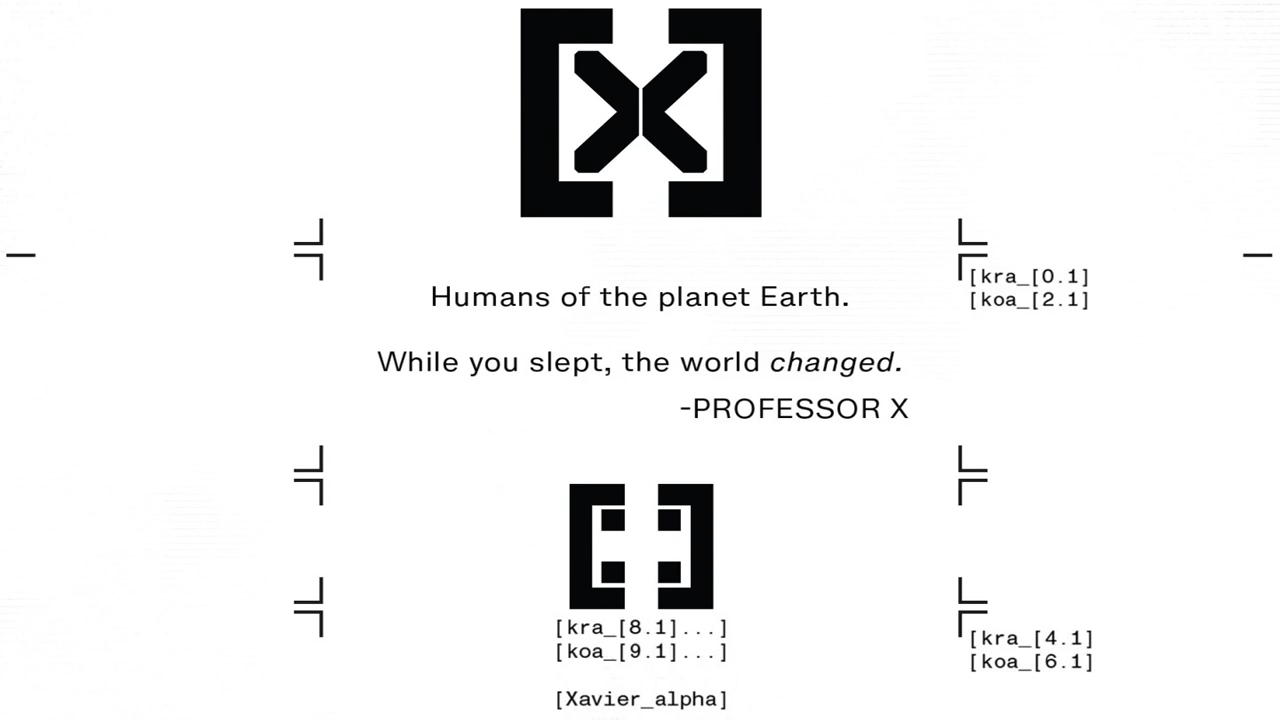 [X]
Humans of the planet Earth.
[kra_[0.1]
[koa_[2.1]
While you slept, the world changed.
-PROFESSOR X
[kra_[8.1]...]
[koa_[9.1]...]
[kra_[4.1]
[koa_[6.1]
[Xavier_alpha]